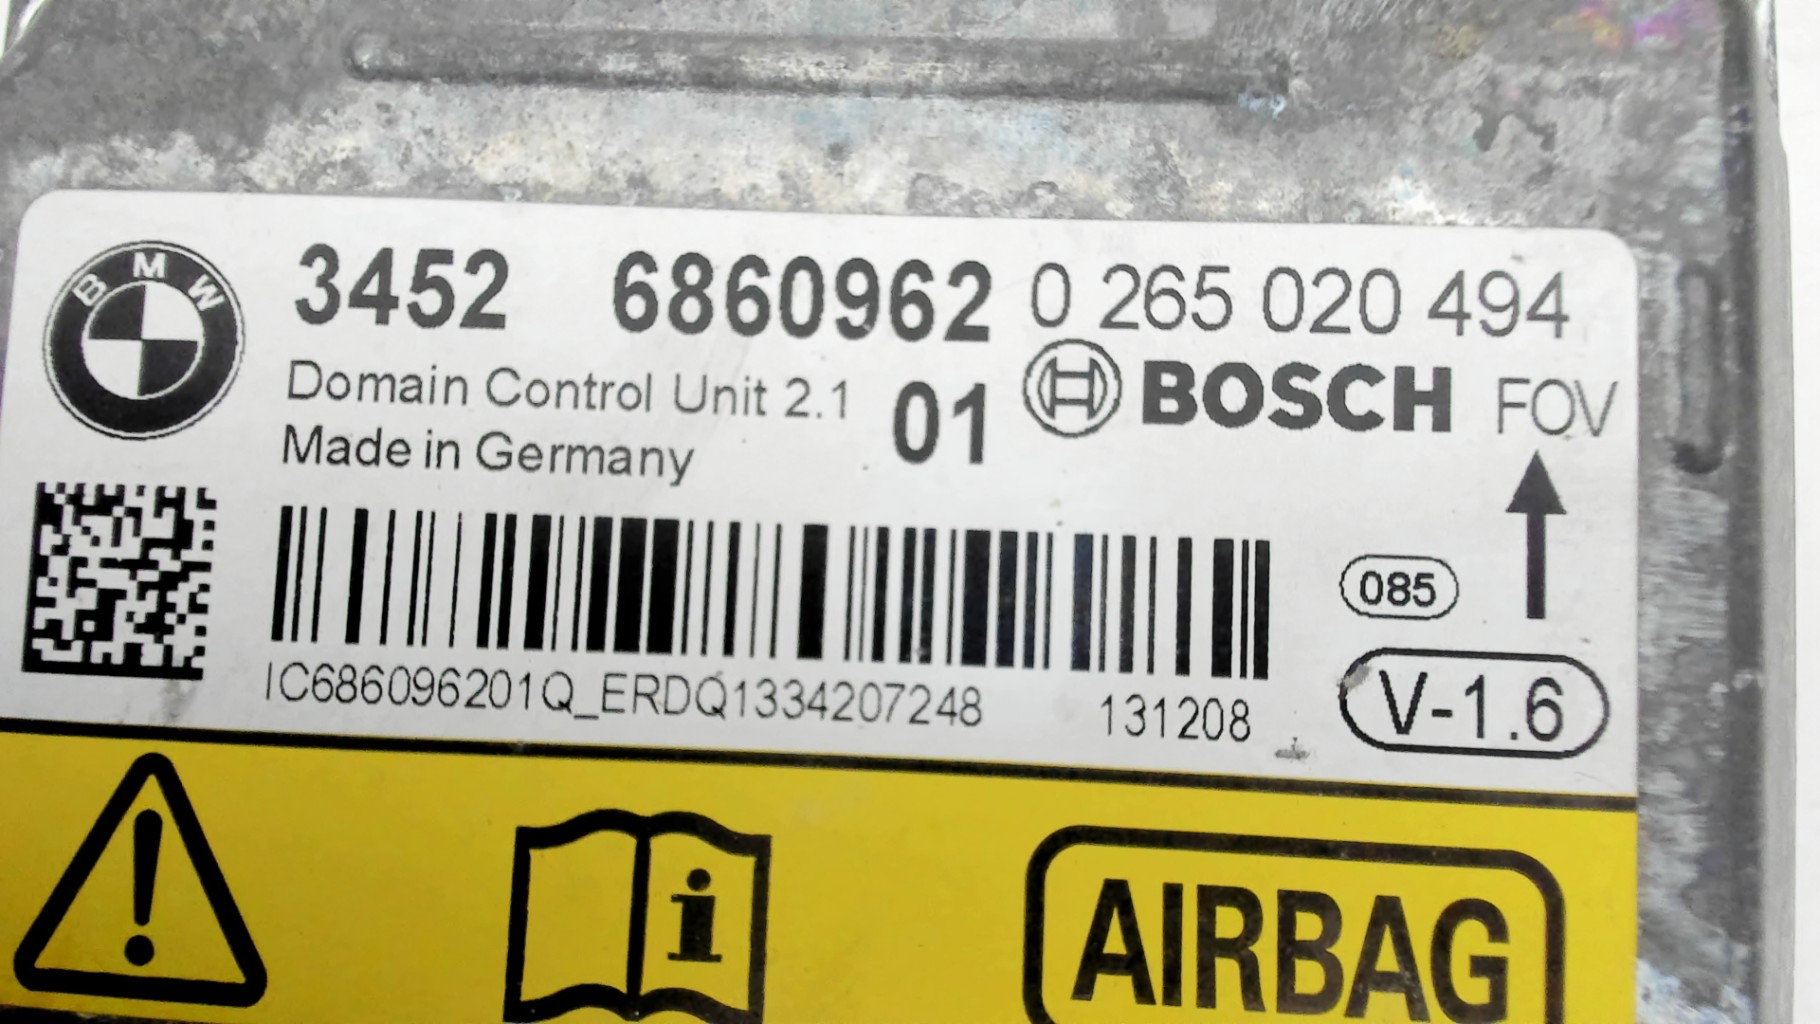 BMW
3452 6860962 0 265 020 494
Domain Control Unit 2.1 01 BOSCH FOV
Made in Germany
085
IC686096201Q_ERDQ1334207248 131208 V-1.6
i
AIRBAG